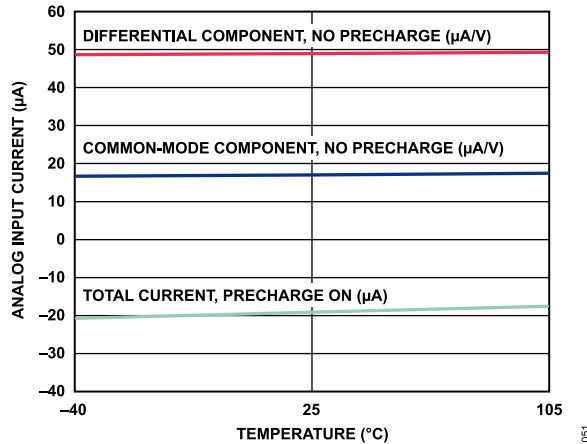 60
50
40
30
20
10
0
–10
–20
–30
–40
ANALOG INPUT CURRENT (µA)
DIFFERENTIAL COMPONENT, NO PRECHARGE (µA/V)
COMMON-MODE COMPONENT, NO PRECHARGE (µA/V)
TOTAL CURRENT, PRECHARGE ON (µA)
–40 25 105
TEMPERATURE (°C)
051